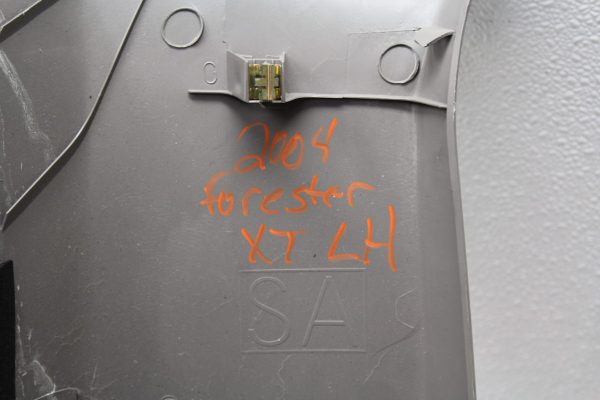 2004
forester
XT LH
SA